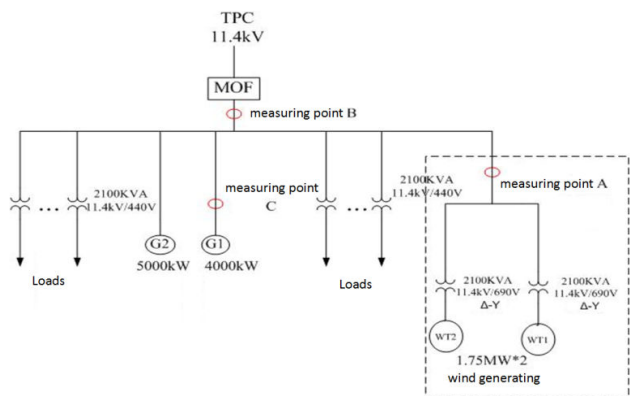 TPC
11.4kV
MOF
measuring point B
2100KVA
11.4kV/440V
measuring point
C
2100KVA
11.4kV/440V
measuring point A
G2
G1
5000kW
4000kW
Loads
Loads
2100KVA
11.4kV/690V
Δ-Y
2100KVA
11.4kV/690V
Δ-Y
WT2
WT1
1.75MW*2
wind generating